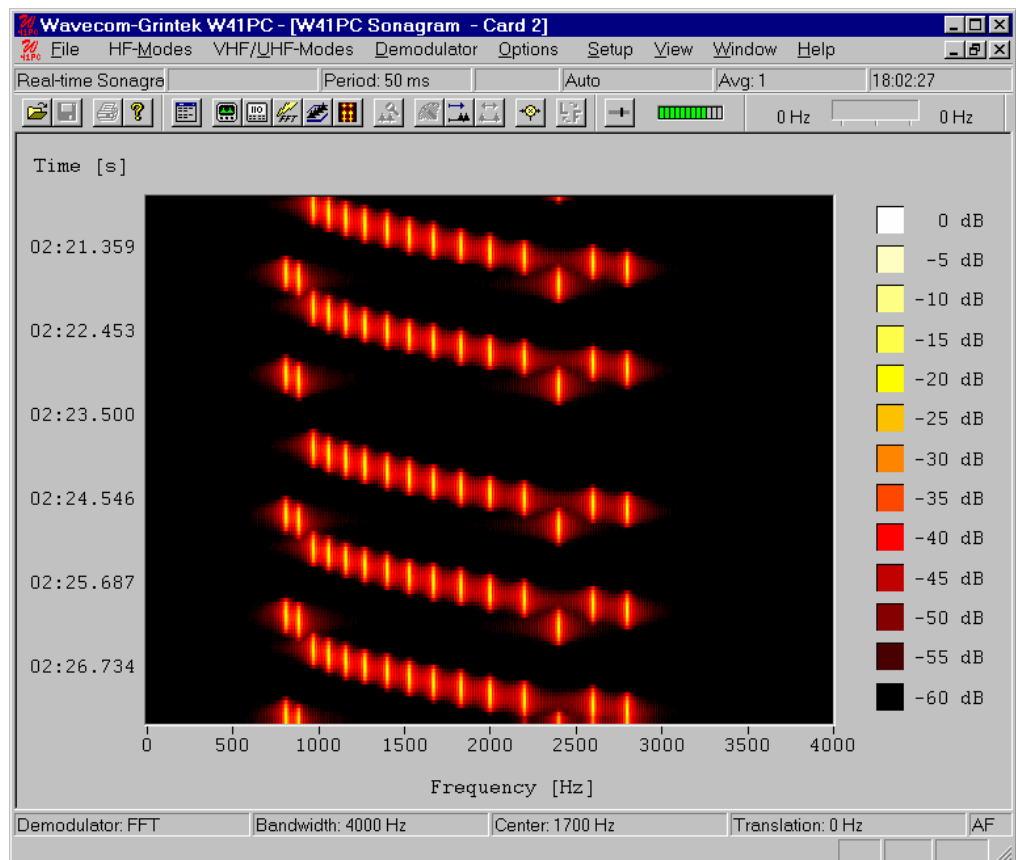 Wavecom-Grintek W41PC - [W41PC Sonagram - Card 2]
File HF-Modes VHF/UHF-Modes Demodulator Options Setup View Window Help
Real-time Sonagra Period: 50 ms Auto Avg: 1 18:02:27
FFT 0 Hz 0 Hz
Time [s]
0 dB
02:21.359
-5 dB
-10 dB
02:22.453
-15 dB
-20 dB
02:23.500
-25 dB
-30 dB
02:24.546
-35 dB
-40 dB
02:25.687
-45 dB
-50 dB
02:26.734
-55 dB
-60 dB
0 500 1000 1500 2000 2500 3000 3500 4000
Frequency [Hz]
Demodulator: FFT Bandwidth: 4000 Hz Center: 1700 Hz Translation: 0 Hz AF